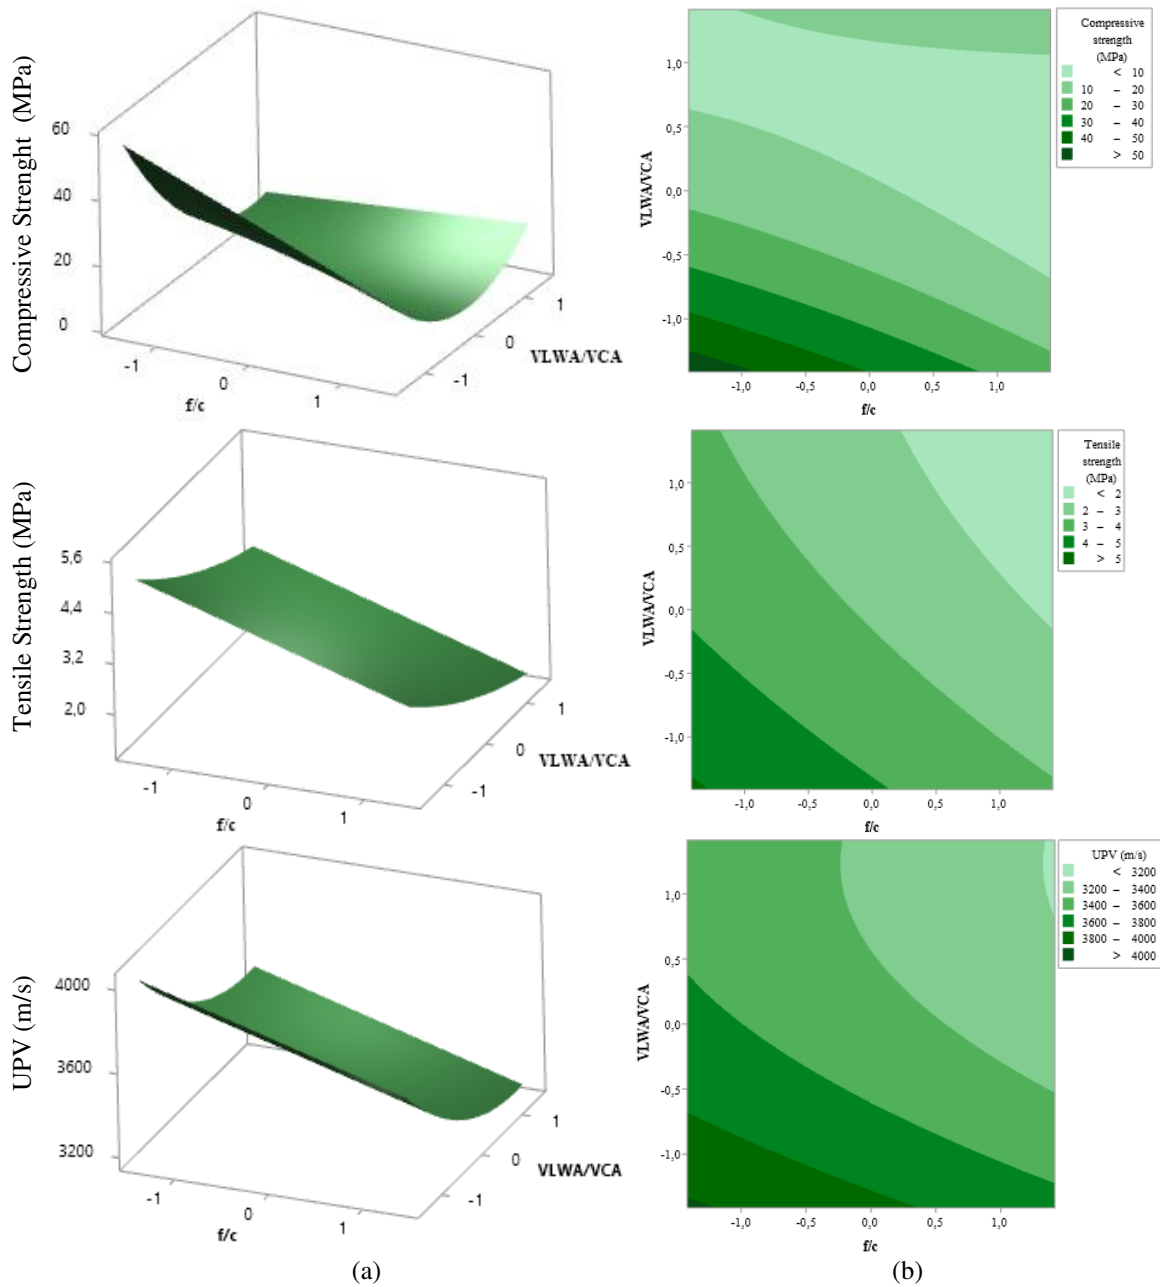 Compressive Strenght (MPa)
60
40
20
0
-1
0
1
f/c
-1
0
1
VLWA/VCA
VLWA/VCA
1,0
0,5
0,0
-0,5
-1,0
-1,0 -0,5 0,0 0,5 1,0
f/c
Compressive
strength
(MPa)
< 10
10 – 20
20 – 30
30 – 40
40 – 50
> 50
Tensile Strength (MPa)
5,6
4,4
3,2
2,0
-1
0
1
f/c
-1
0
1
VLWA/VCA
VLWA/VCA
1,0
0,5
0,0
-0,5
-1,0
-1,0 -0,5 0,0 0,5 1,0
f/c
Tensile
strength
(MPa)
< 2
2 – 3
3 – 4
4 – 5
> 5
UPV (m/s)
4000
3600
3200
-1
0
1
f/c
-1
0
1
VLWA/VCA
VLWA/VCA
1,0
0,5
0,0
-0,5
-1,0
-1,0 -0,5 0,0 0,5 1,0
f/c
UPV (m/s)
< 3200
3200 – 3400
3400 – 3600
3600 – 3800
3800 – 4000
> 4000
(a) (b)